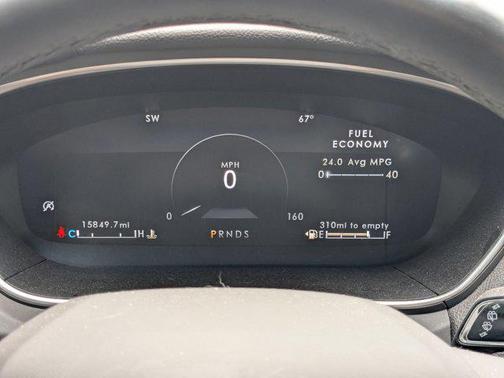 SW
67°
FUEL
ECONOMY
24.0 Avg MPG
0 40
MPH
0
0 160
15849.7mi
C H
PRNDS
310mi to empty
E F